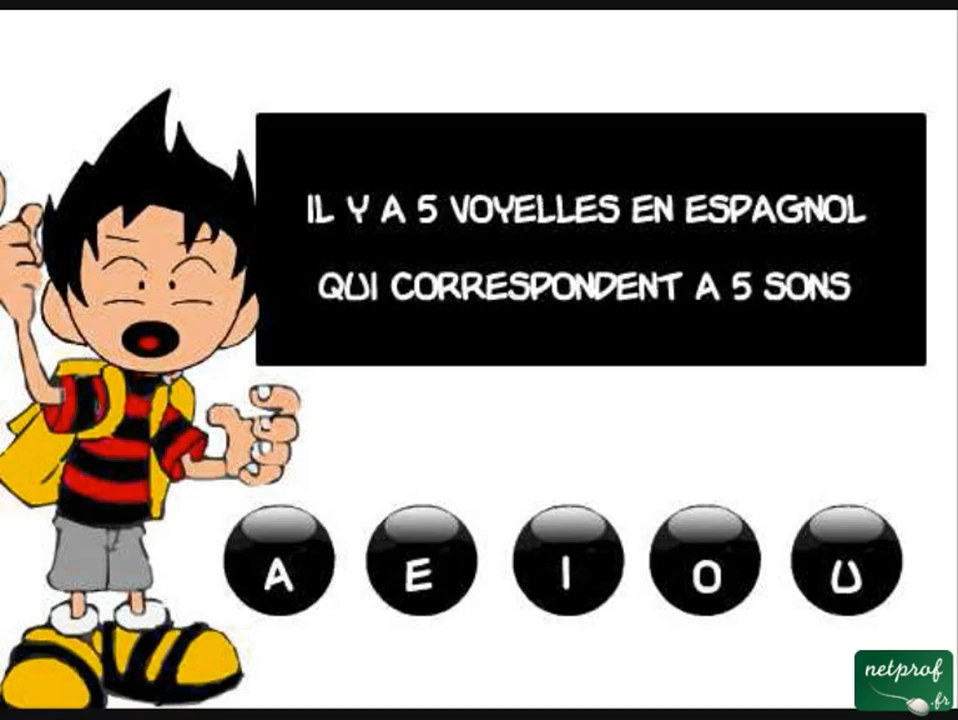 IL Y A 5 VOYELLES EN ESPAGNOL
QUI CORRESPONDENT A 5 SONS
A E I O U
netprof
.fr